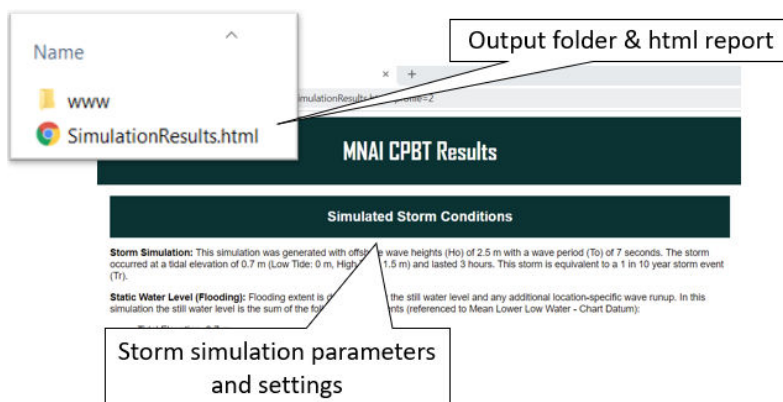 Name
www
SimulationResults.html
Output folder & html report
× +
imulationResults.h profile=2
MNAI CPBT Results
Simulated Storm Conditions
Storm Simulation: This simulation was generated with offsh e wave heights (Ho) of 2.5 m with a wave period (To) of 7 seconds. The storm
occurred at a tidal elevation of 0.7 m (Low Tide: 0 m, High 1.5 m) and lasted 3 hours. This storm is equivalent to a 1 in 10 year storm event
(Tr).
Static Water Level (Flooding): Flooding extent is d the still water level and any additional location-specific wave runup. In this
simulation the still water level is the sum of the fol ents (referenced to Mean Lower Low Water - Chart Datum):
Storm simulation parameters
and settings